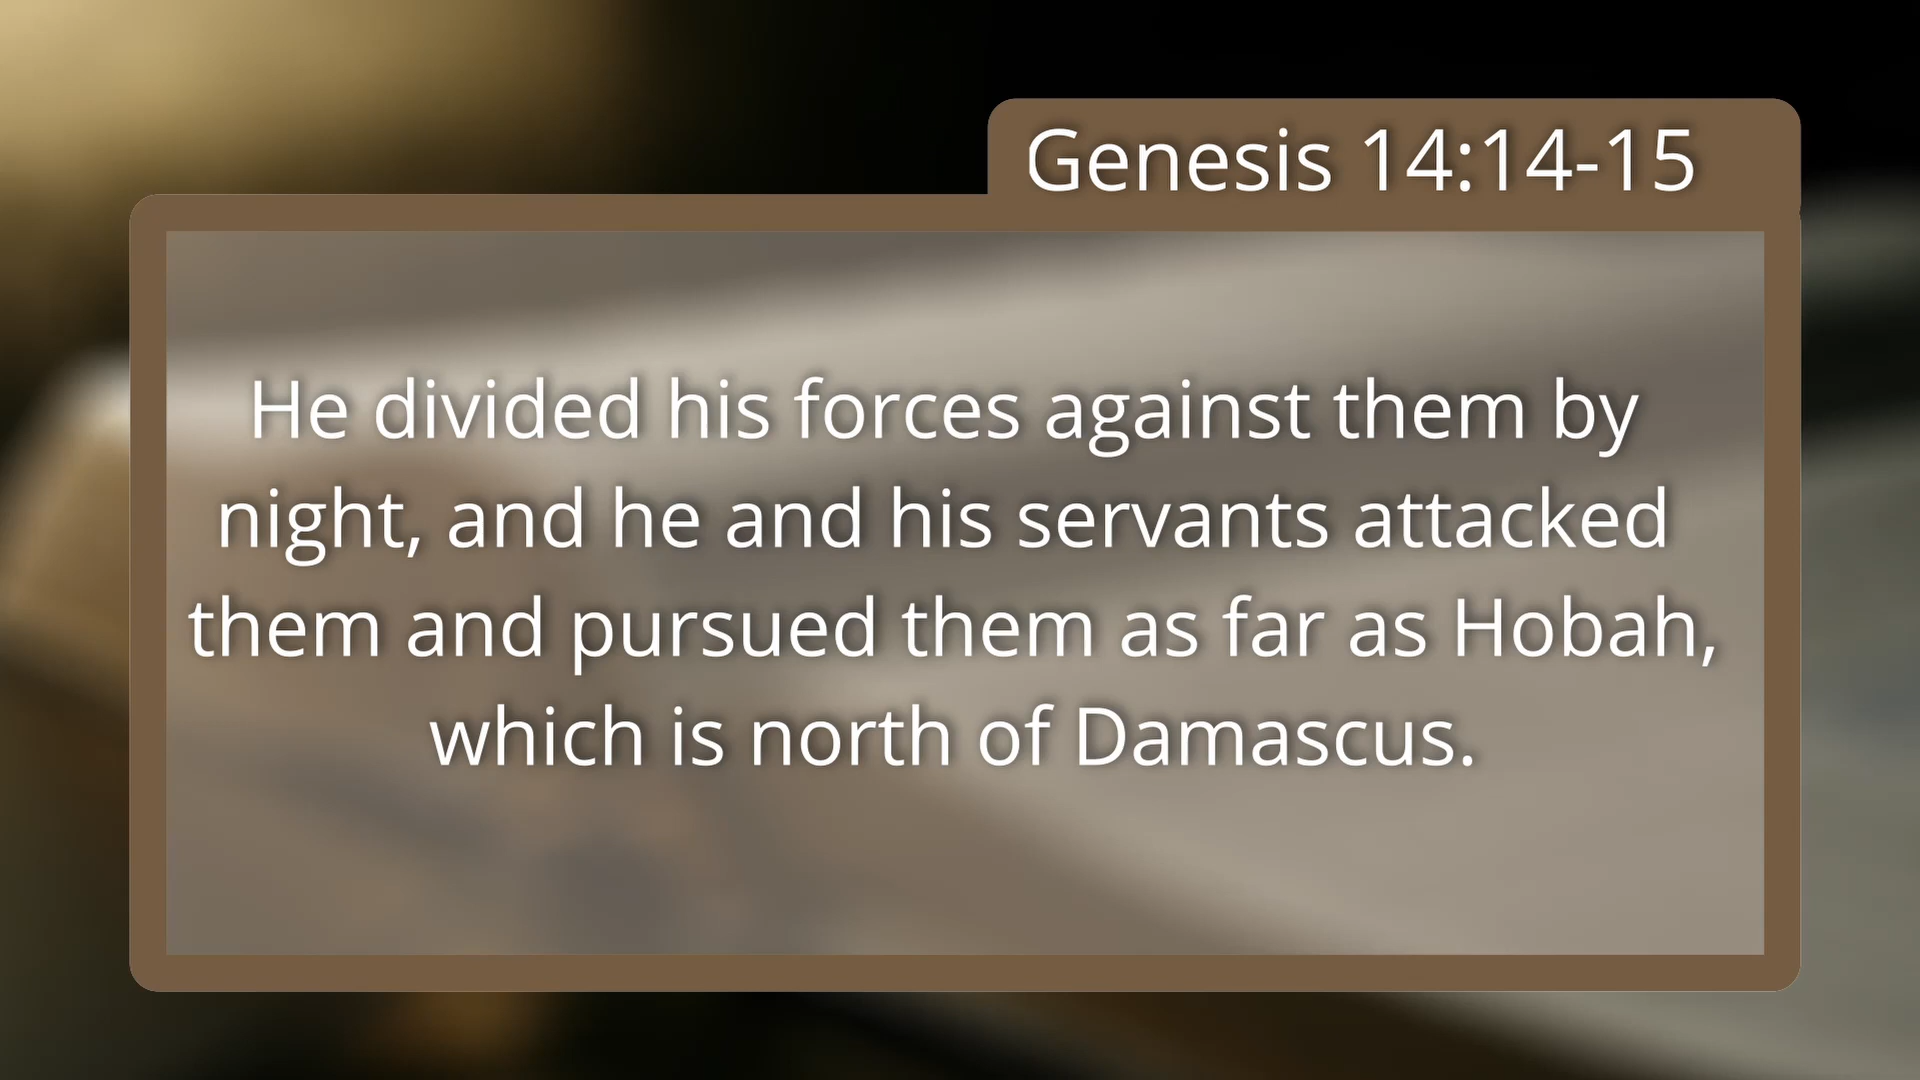 Genesis 14:14-15
He divided his forces against them by
night, and he and his servants attacked
them and pursued them as far as Hobah,
which is north of Damascus.